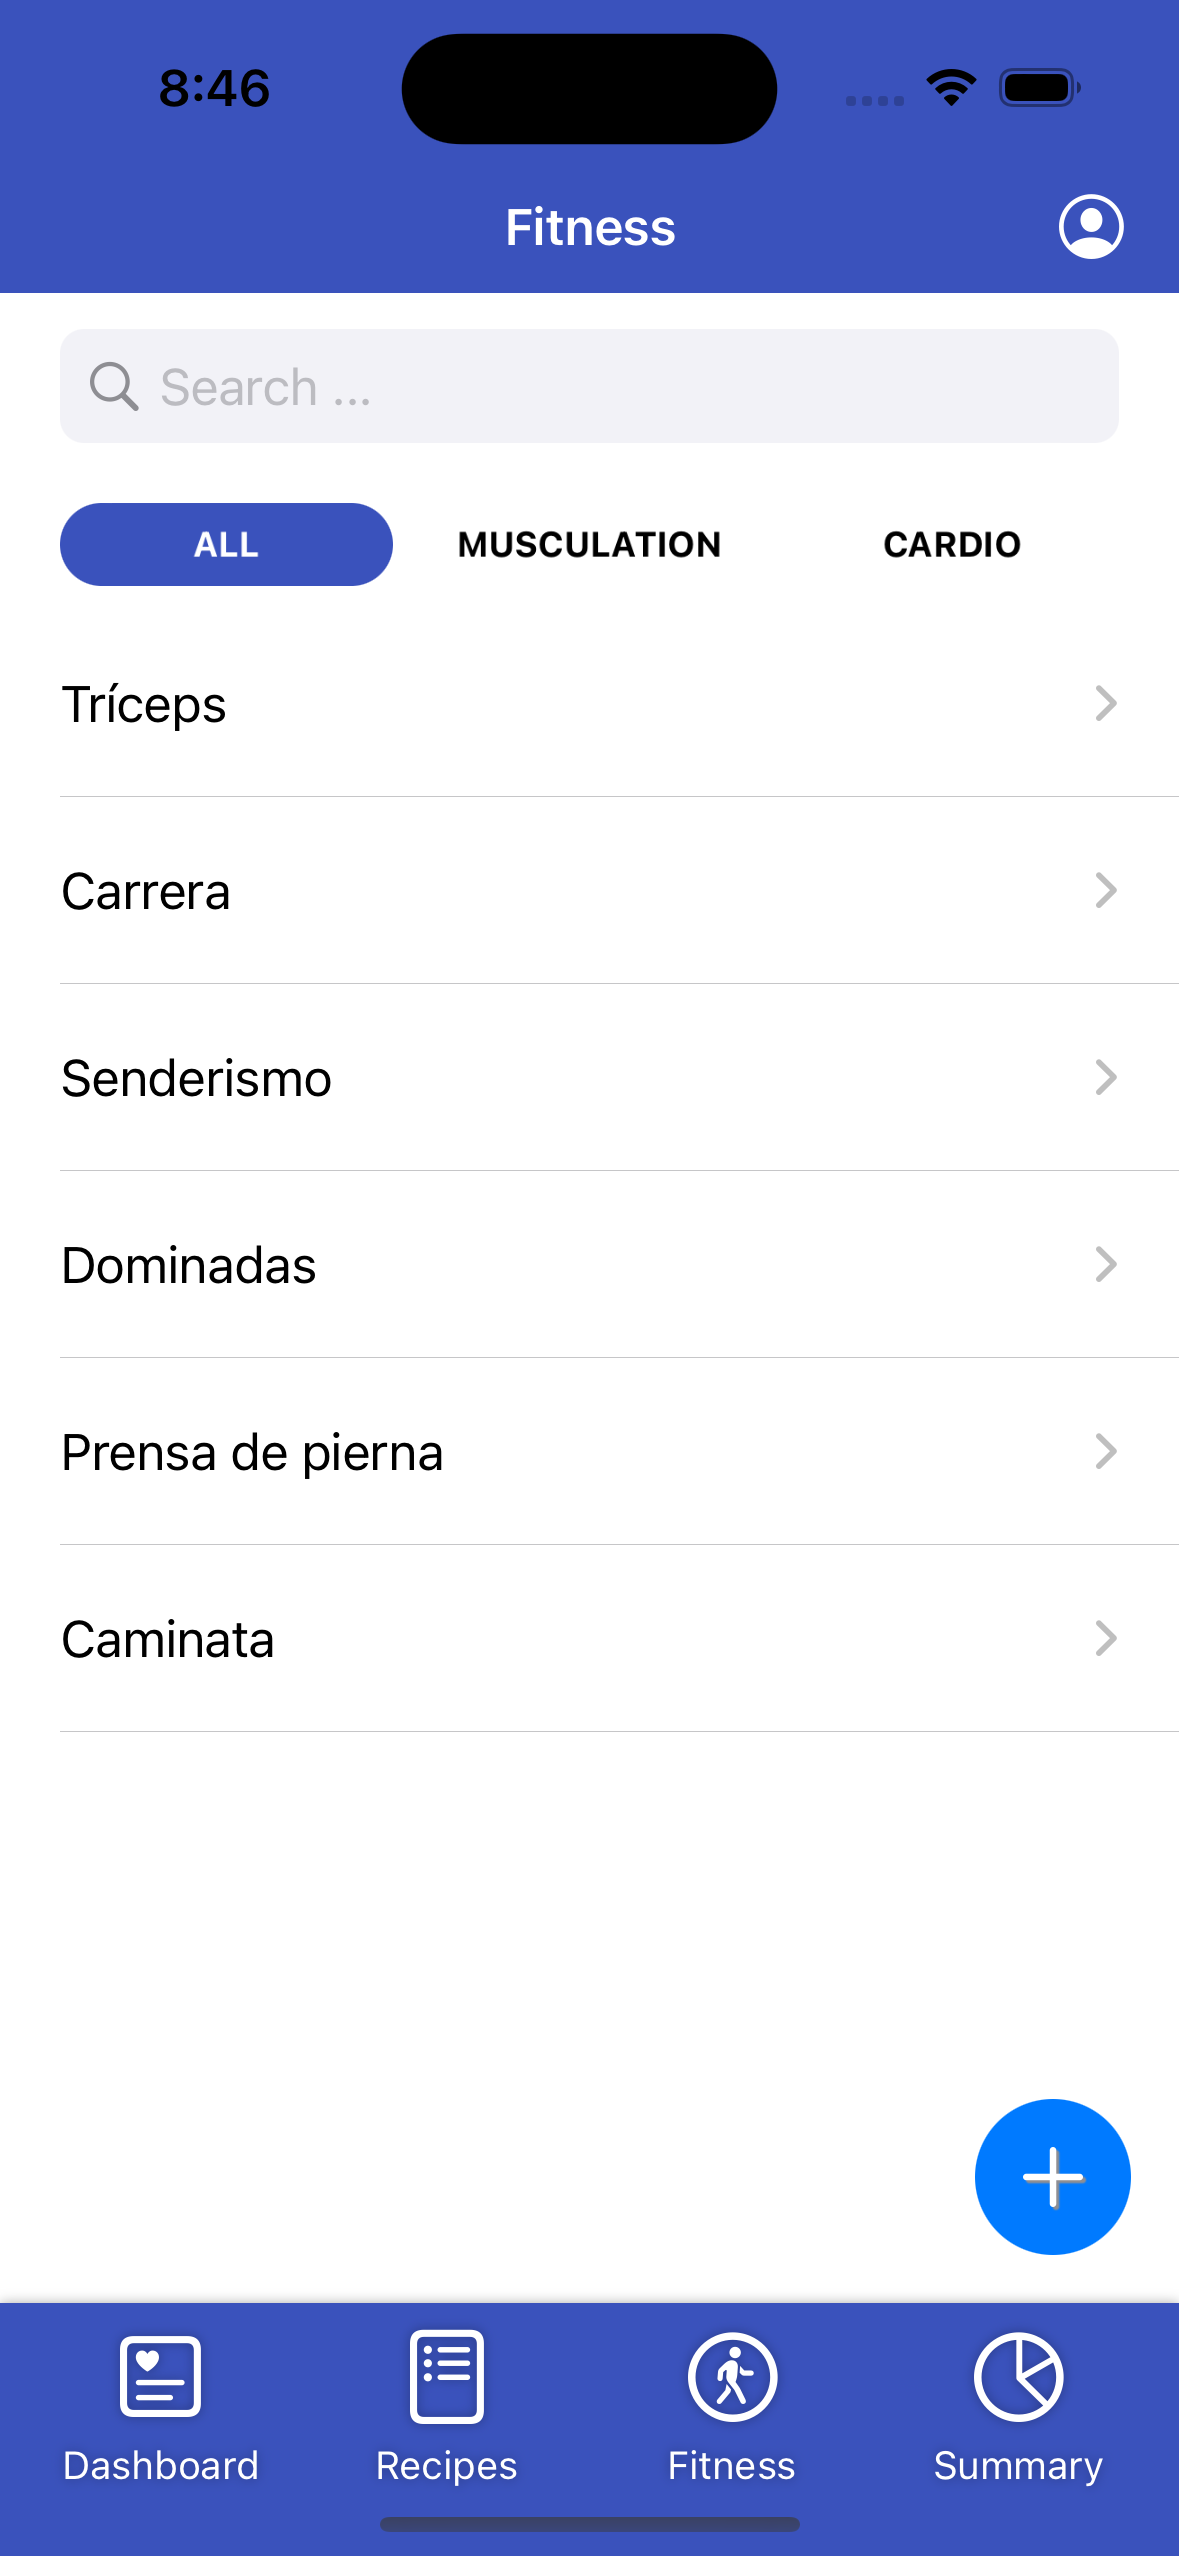 8:46
Fitness
Search ...
ALL MUSCULATION CARDIO
Tríceps
Carrera
Senderismo
Dominadas
Prensa de pierna
Caminata
Dashboard Recipes Fitness Summary